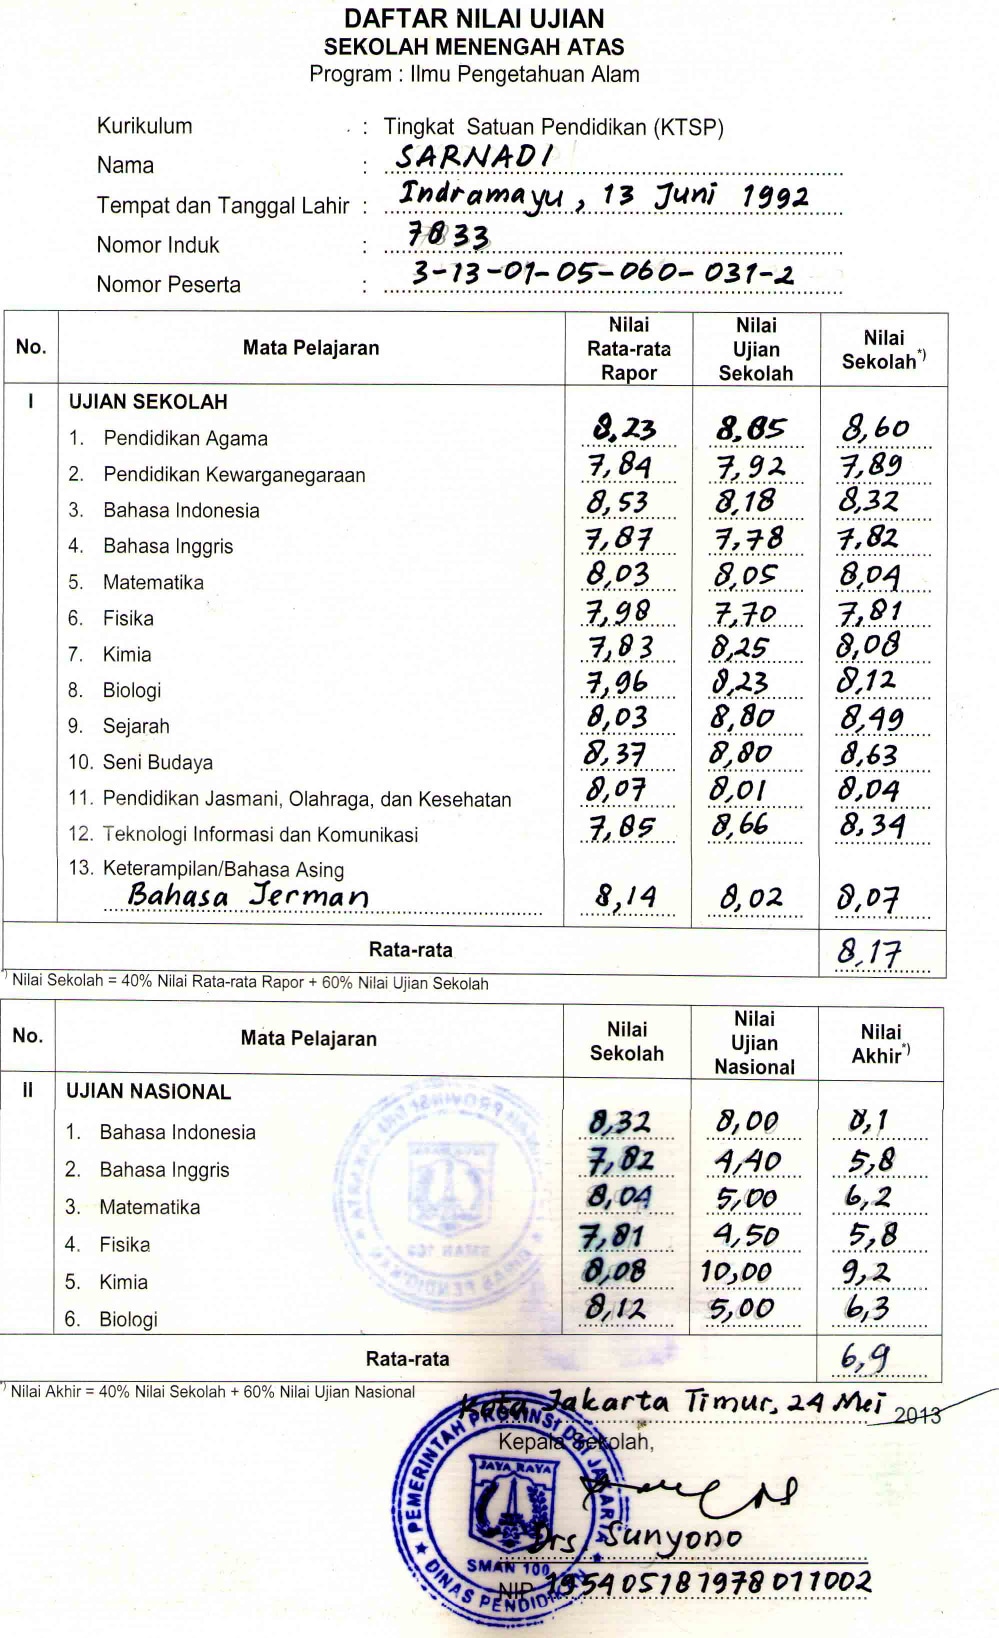 DAFTAR NILAI UJIAN
SEKOLAH MENENGAH ATAS
Program : Ilmu Pengetahuan Alam
Kurikulum : Tingkat Satuan Pendidikan (KTSP)
Nama : SARNADI
Tempat dan Tanggal Lahir : Indramayu, 13 Juni 1992
Nomor Induk : 7833
Nomor Peserta : 3-13-01-05-060-031-2
No. Mata Pelajaran Nilai Rata-rata Rapor Nilai Ujian Sekolah Nilai Sekolah*)
I UJIAN SEKOLAH
1. Pendidikan Agama 8,23 8,85 8,60
2. Pendidikan Kewarganegaraan 7,84 7,92 7,89
3. Bahasa Indonesia 8,53 8,18 8,32
4. Bahasa Inggris 7,87 7,78 7,82
5. Matematika 8,03 8,05 8,04
6. Fisika 7,98 7,70 7,81
7. Kimia 7,83 8,25 8,08
8. Biologi 7,96 8,23 8,12
9. Sejarah 8,03 8,80 8,49
10. Seni Budaya 8,37 8,80 8,63
11. Pendidikan Jasmani, Olahraga, dan Kesehatan 8,07 8,01 8,04
12. Teknologi Informasi dan Komunikasi 7,85 8,66 8,34
13. Keterampilan/Bahasa Asing
Bahasa Jerman 8,14 8,02 8,07
Rata-rata 8,17
*) Nilai Sekolah = 40% Nilai Rata-rata Rapor + 60% Nilai Ujian Sekolah
No. Mata Pelajaran Nilai Sekolah Nilai Ujian Nasional Nilai Akhir*)
II UJIAN NASIONAL
1. Bahasa Indonesia 8,32 8,00 8,1
2. Bahasa Inggris 7,82 4,40 5,8
3. Matematika 8,04 5,00 6,2
4. Fisika 7,81 4,50 5,8
5. Kimia 8,08 10,00 9,2
6. Biologi 8,12 5,00 6,3
Rata-rata 6,9
*) Nilai Akhir = 40% Nilai Sekolah + 60% Nilai Ujian Nasional
Kota Jakarta Timur, 24 Mei 2013
Kepala Sekolah,
PEMERINTAH PROVINSI DKI JAKARTA
JAYA RAYA
SMAN 100
DINAS PENDIDIKAN
Drs. Sunyono
NIP 195405181978011002